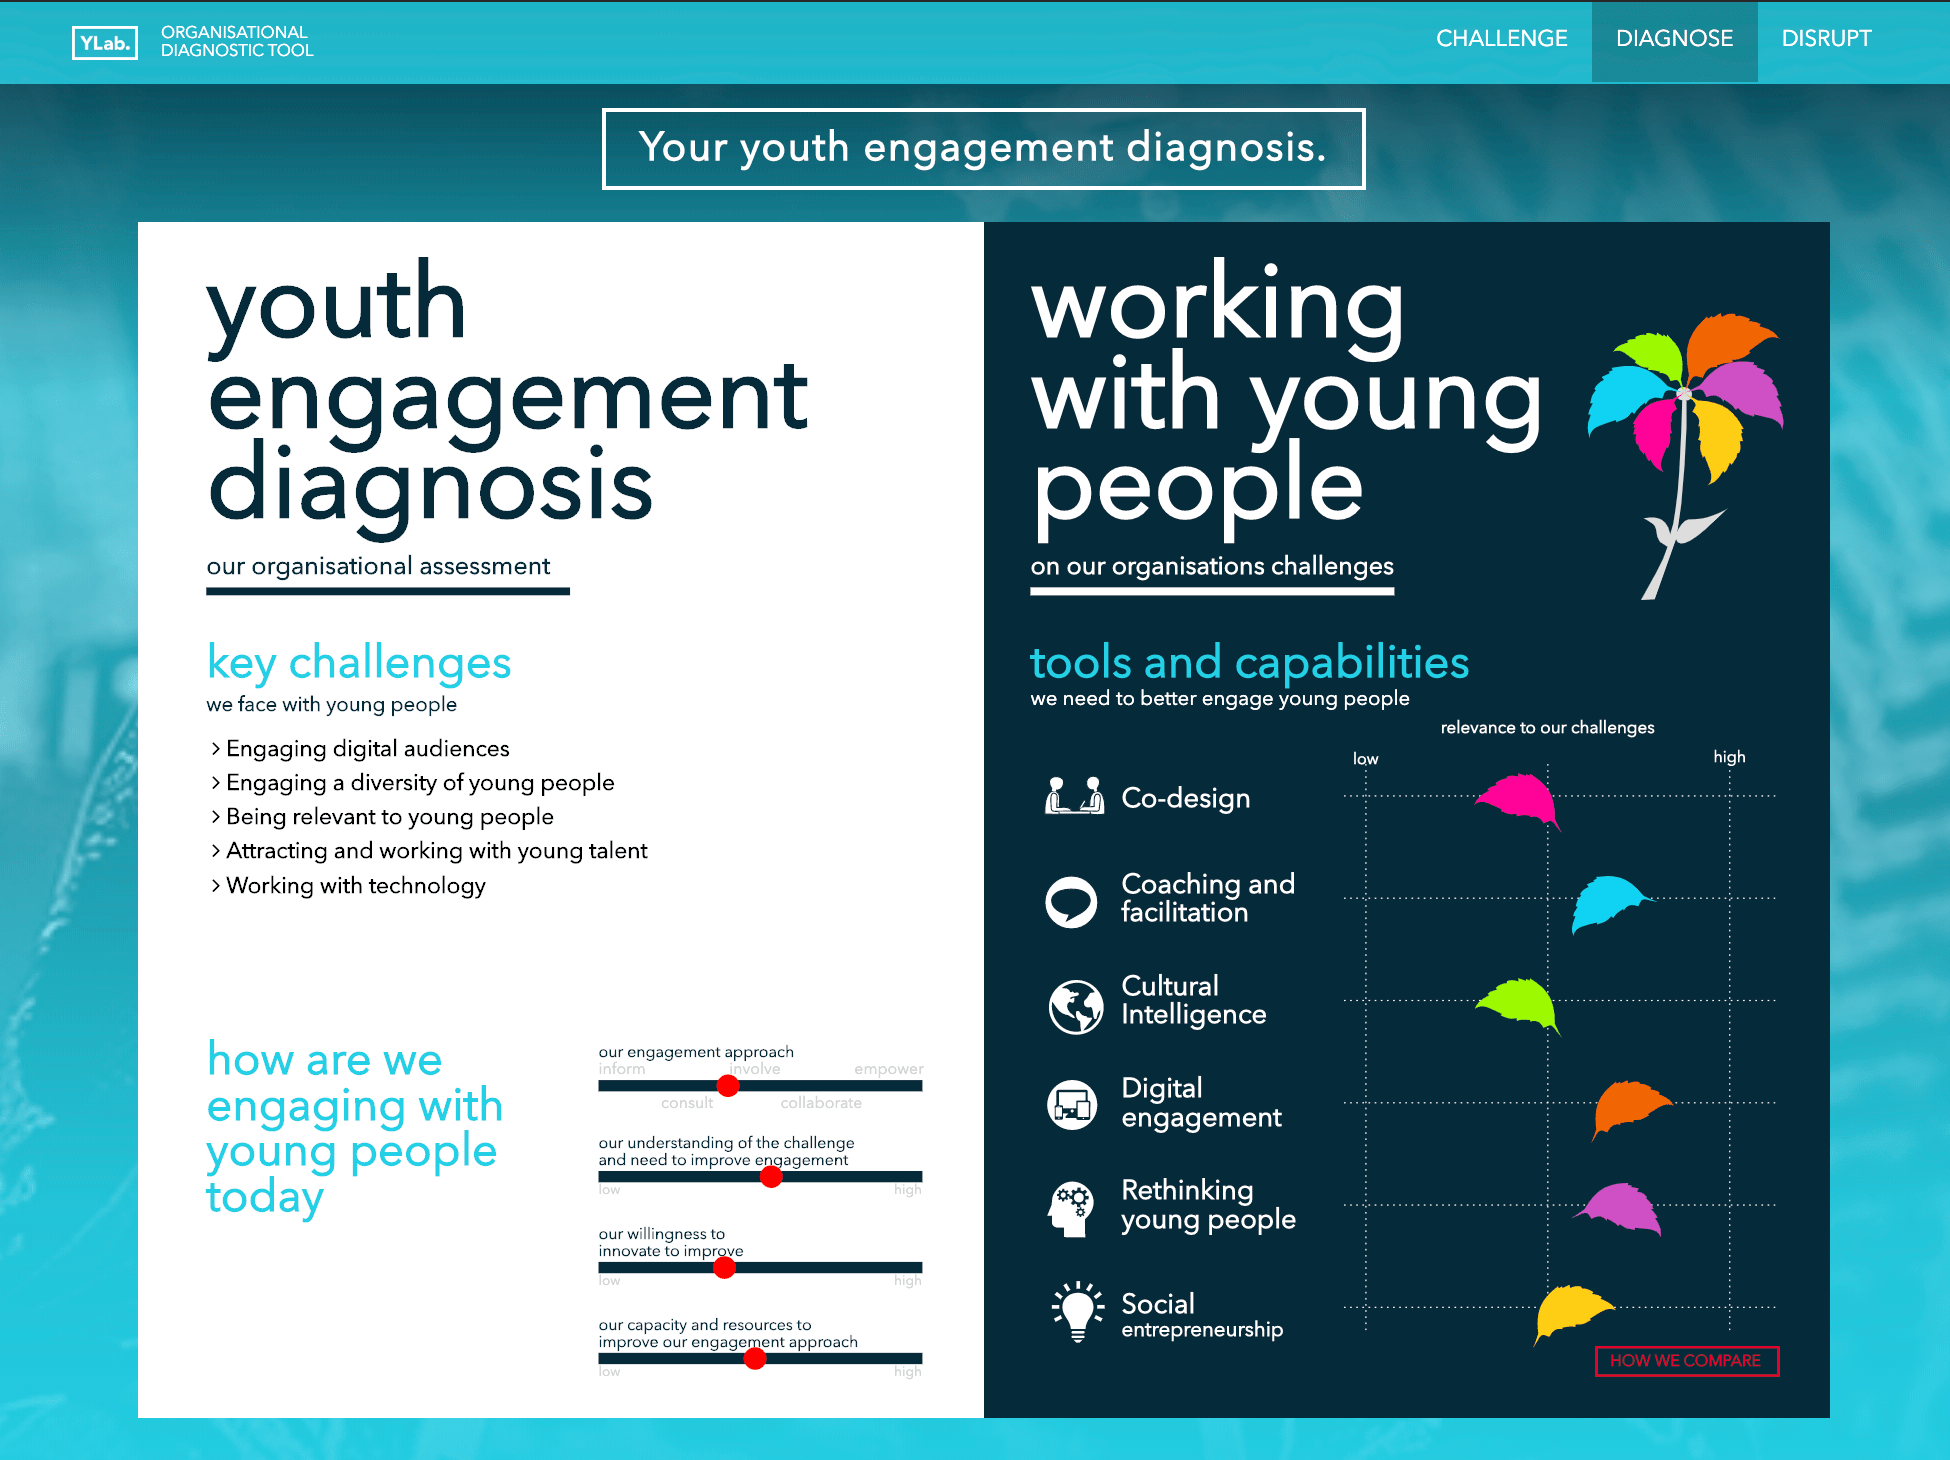 YLab.
ORGANISATIONAL
DIAGNOSTIC TOOL
CHALLENGE
DIAGNOSE
DISRUPT
Your youth engagement diagnosis.
youth
engagement
diagnosis
our organisational assessment
key challenges
we face with young people
> Engaging digital audiences
> Engaging a diversity of young people
> Being relevant to young people
> Attracting and working with young talent
> Working with technology
how are we
engaging with
young people
today
our engagement approach
inform involve empower
consult collaborate
our understanding of the challenge
and need to improve engagement
low high
our willingness to
innovate to improve
low high
our capacity and resources to
improve our engagement approach
low high
working
with young
people
on our organisations challenges
tools and capabilities
we need to better engage young people
relevance to our challenges
low high
Co-design
Coaching and
facilitation
Cultural
Intelligence
Digital
engagement
Rethinking
young people
Social
entrepreneurship
HOW WE COMPARE